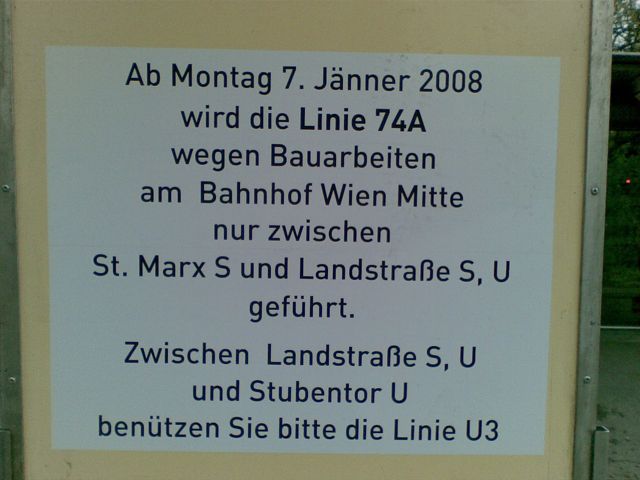 Ab Montag 7. Jänner 2008
wird die Linie 74A
wegen Bauarbeiten
am Bahnhof Wien Mitte
nur zwischen
St. Marx S und Landstraße S, U
geführt.
Zwischen Landstraße S, U
und Stubentor U
benützen Sie bitte die Linie U3